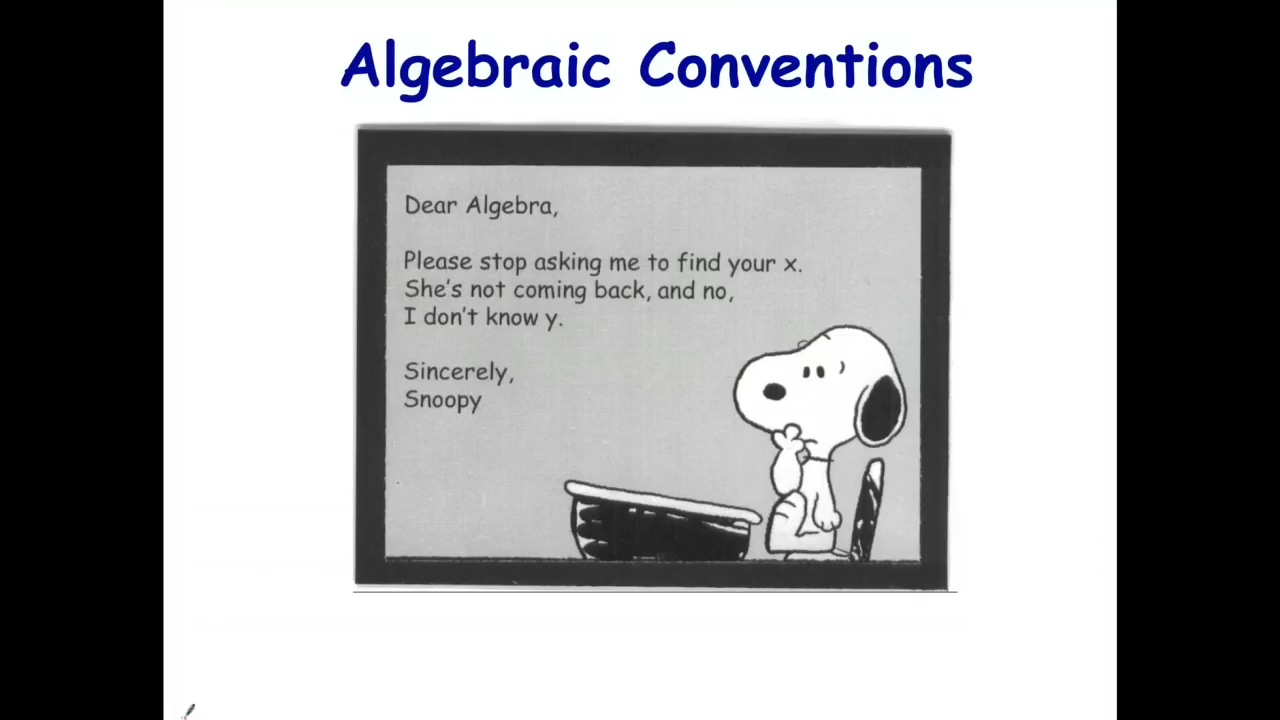 Algebraic Conventions
Dear Algebra,
Please stop asking me to find your x.
She's not coming back, and no,
I don't know y.
Sincerely,
Snoopy